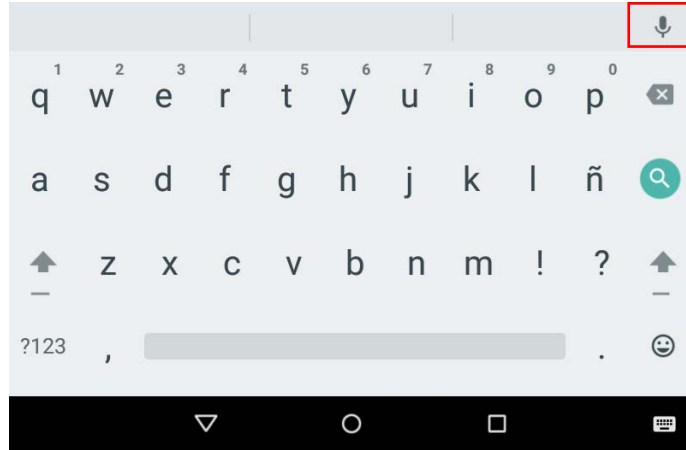 1 2 3 4 5 6 7 8 9 0
q w e r t y u i o p
a s d f g h j k l ñ
z x c v b n m ! ?
?123 , .